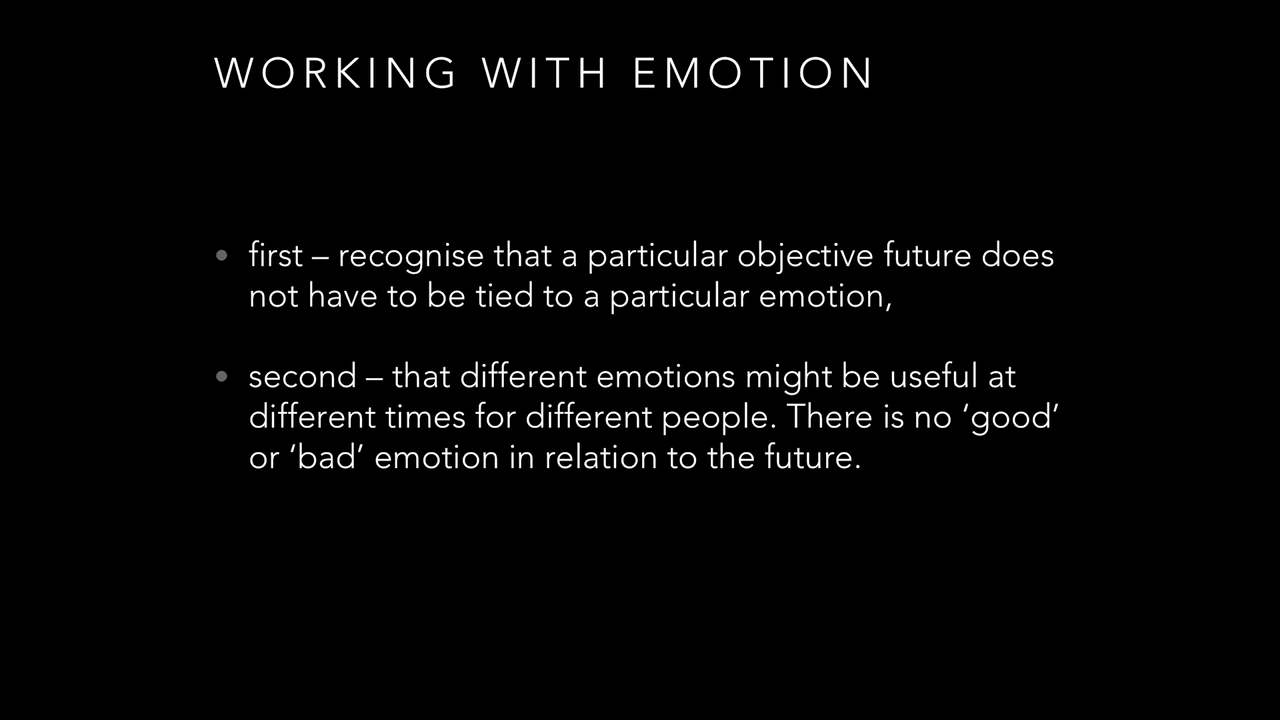 WORKING WITH EMOTION
• first – recognise that a particular objective future does
not have to be tied to a particular emotion,
• second – that different emotions might be useful at
different times for different people. There is no ‘good’
or ‘bad’ emotion in relation to the future.